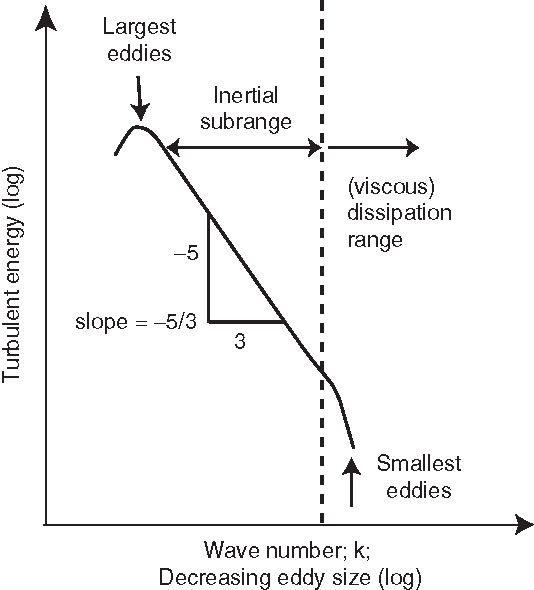 Largest
eddies
Inertial
subrange
(viscous)
dissipation
range
–5
slope = –5/3
3
Smallest
eddies
Turbulent energy (log)
Wave number; k;
Decreasing eddy size (log)